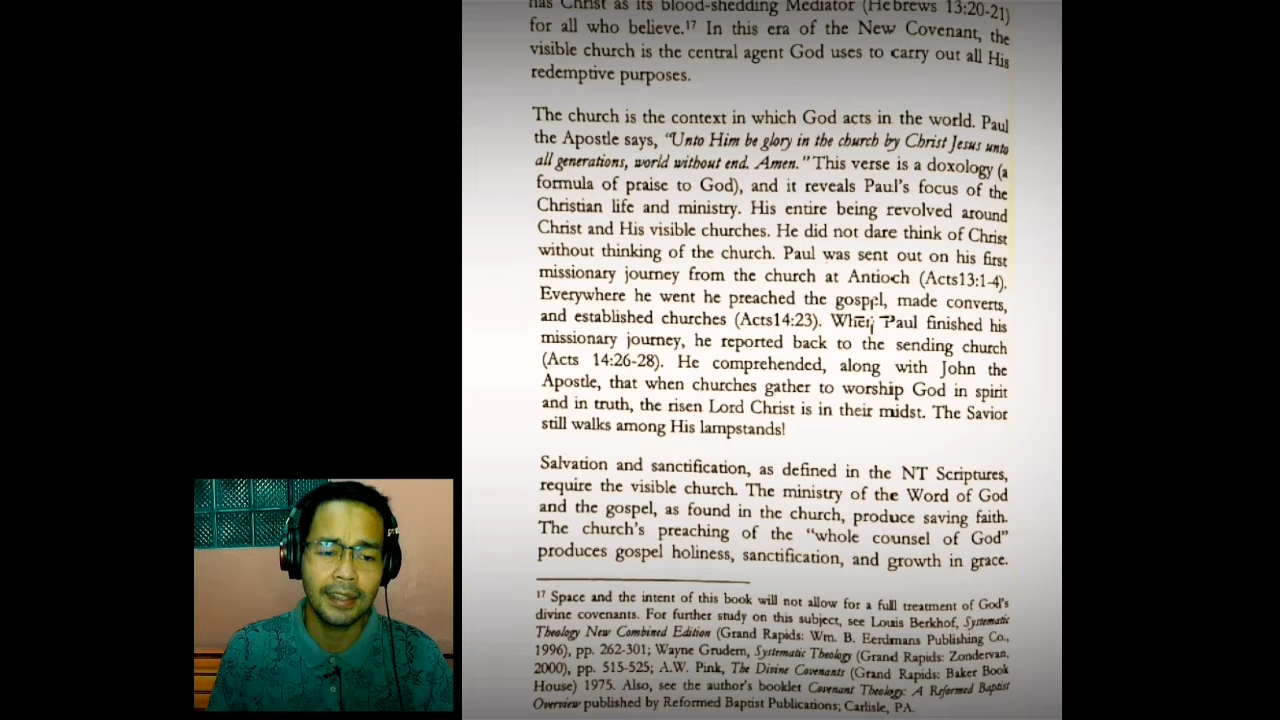 has Christ as its blood-shedding Mediator (Hebrews 13:20-21)
for all who believe.¹⁷ In this era of the New Covenant, the
visible church is the central agent God uses to carry out all His
redemptive purposes.
The church is the context in which God acts in the world. Paul
the Apostle says, "Unto Him be glory in the church by Christ Jesus unto
all generations, world without end. Amen." This verse is a doxology (a
formula of praise to God), and it reveals Paul's focus of the
Christian life and ministry. His entire being revolved around
Christ and His visible churches. He did not dare think of Christ
without thinking of the church. Paul was sent out on his first
missionary journey from the church at Antioch (Acts13:1-4).
Everywhere he went he preached the gospel, made converts,
and established churches (Acts14:23). When Paul finished his
missionary journey, he reported back to the sending church
(Acts 14:26-28). He comprehended, along with John the
Apostle, that when churches gather to worship God in spirit
and in truth, the risen Lord Christ is in their midst. The Savior
still walks among His lampstands!
Salvation and sanctification, as defined in the NT Scriptures,
require the visible church. The ministry of the Word of God
and the gospel, as found in the church, produce saving faith.
The church's preaching of the "whole counsel of God"
produces gospel holiness, sanctification, and growth in grace.
¹⁷ Space and the intent of this book will not allow for a full treatment of God's
divine covenants. For further study on this subject, see Louis Berkhof, Systematic
Theology New Combined Edition (Grand Rapids: Wm. B. Eerdmans Publishing Co.,
1996), pp. 262-301; Wayne Grudem, Systematic Theology (Grand Rapids: Zondervan,
2000), pp. 515-525; A.W. Pink, The Divine Covenants (Grand Rapids: Baker Book
House) 1975. Also, see the author's booklet Covenant Theology: A Reformed Baptist
Overview published by Reformed Baptist Publications; Carlisle, PA.